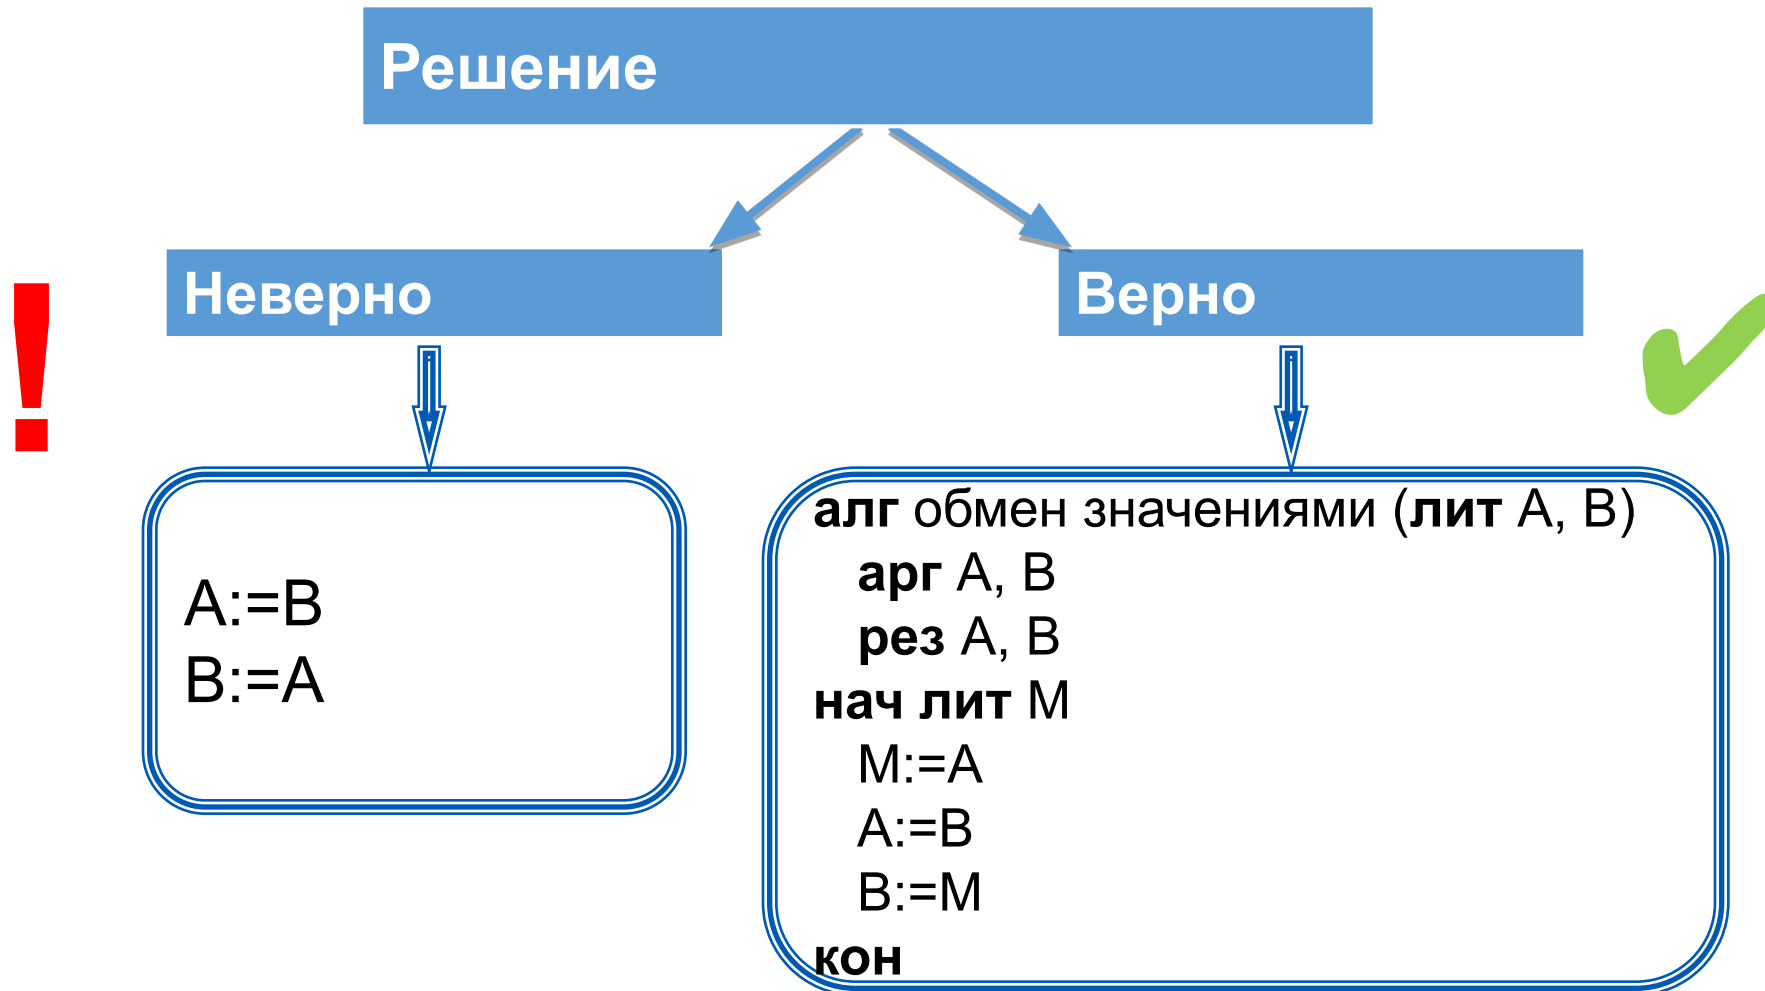 Решение
Неверно
Верно
A:=B
B:=A
алг обмен значениями (лит A, B)
арг A, B
рез A, B
нач лит M
M:=A
A:=B
B:=M
кон